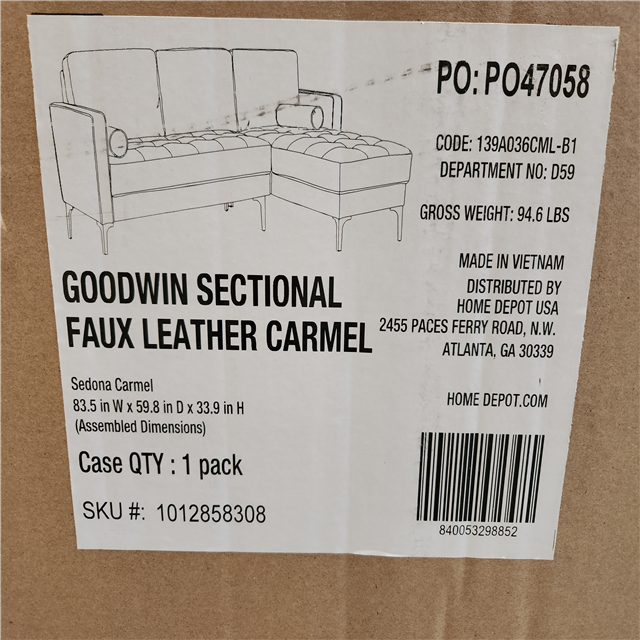 PO: PO47058
CODE: 139A036CML-B1
DEPARTMENT NO: D59
GROSS WEIGHT: 94.6 LBS
MADE IN VIETNAM
DISTRIBUTED BY
HOME DEPOT USA
2455 PACES FERRY ROAD, N.W.
ATLANTA, GA 30339
HOME DEPOT.COM
840053298852
GOODWIN SECTIONAL
FAUX LEATHER CARMEL
Sedona Carmel
83.5 in W x 59.8 in D x 33.9 in H
(Assembled Dimensions)
Case QTY : 1 pack
SKU #: 1012858308